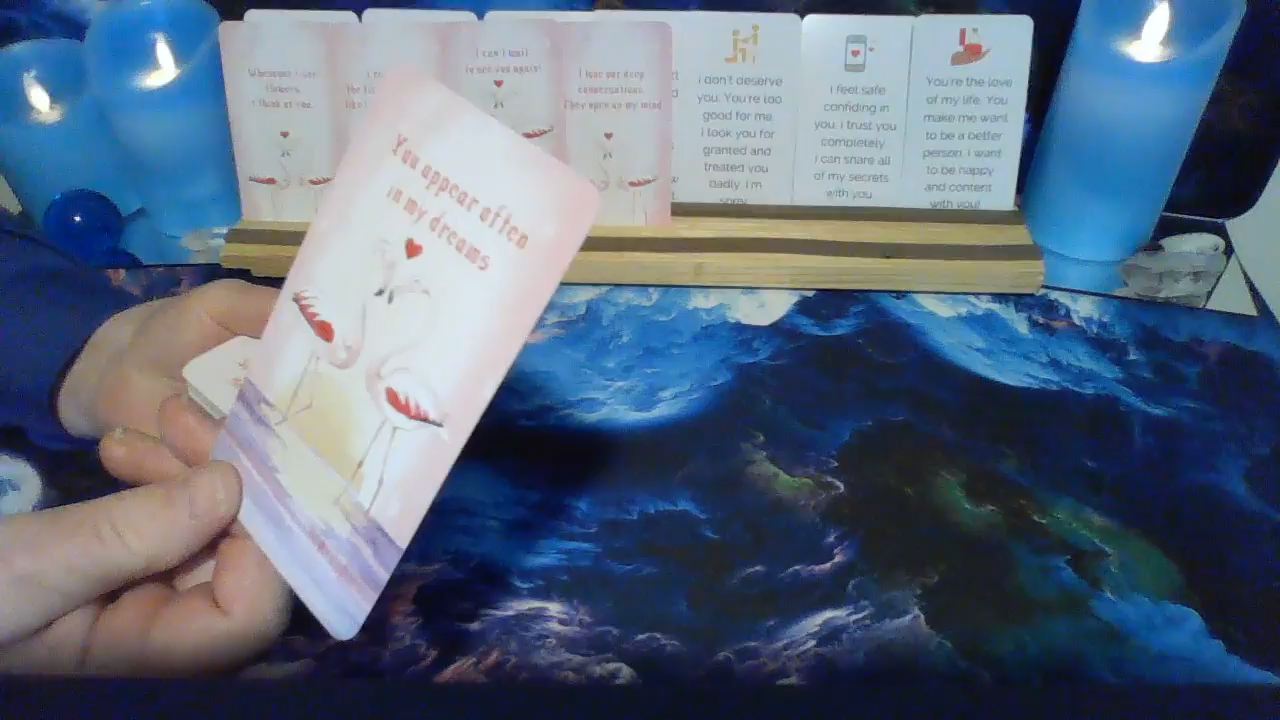 Whenever I see
flowers,
I think of you.
I can't wait
to see you again!
I love our deep
conversations.
They open up my mind
I don't deserve
you. You're too
good for me.
I took you for
granted and
treated you
badly. I'm
sorry.
I feel safe
confiding in
you. I trust you
completely.
I can share all
of my secrets
with you.
You're the love
of my life. You
make me want
to be a better
person. I want
to be happy
and content
with you!
You appear often
in my dreams